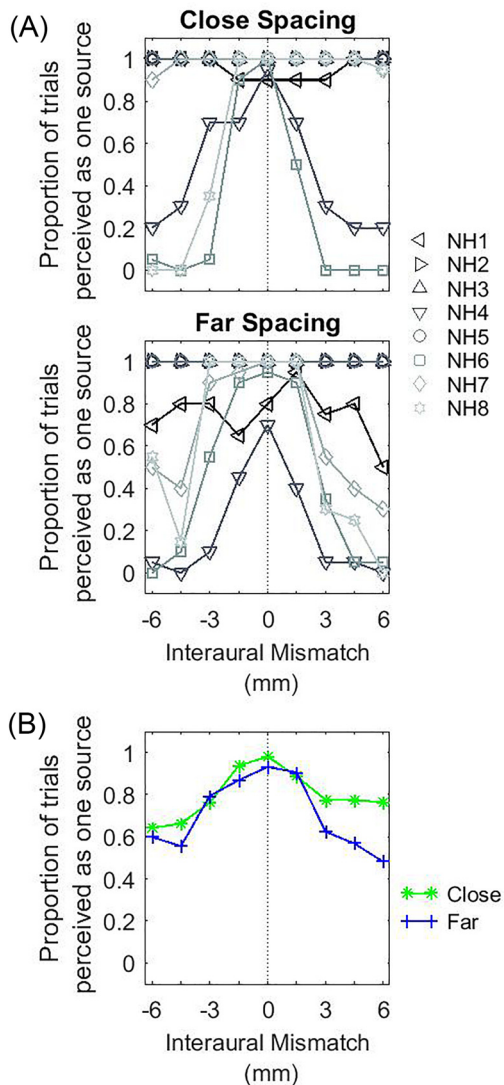 (A)
Close Spacing
Proportion of trials
perceived as one source
1
0.8
0.6
0.4
0.2
0
NH1
NH2
NH3
NH4
NH5
NH6
NH7
NH8
Far Spacing
Proportion of trials
perceived as one source
1
0.8
0.6
0.4
0.2
0
-6 -3 0 3 6
Interaural Mismatch
(mm)
(B)
Proportion of trials
perceived as one source
1
0.8
0.6
0.4
0.2
0
Close
Far
-6 -3 0 3 6
Interaural Mismatch
(mm)